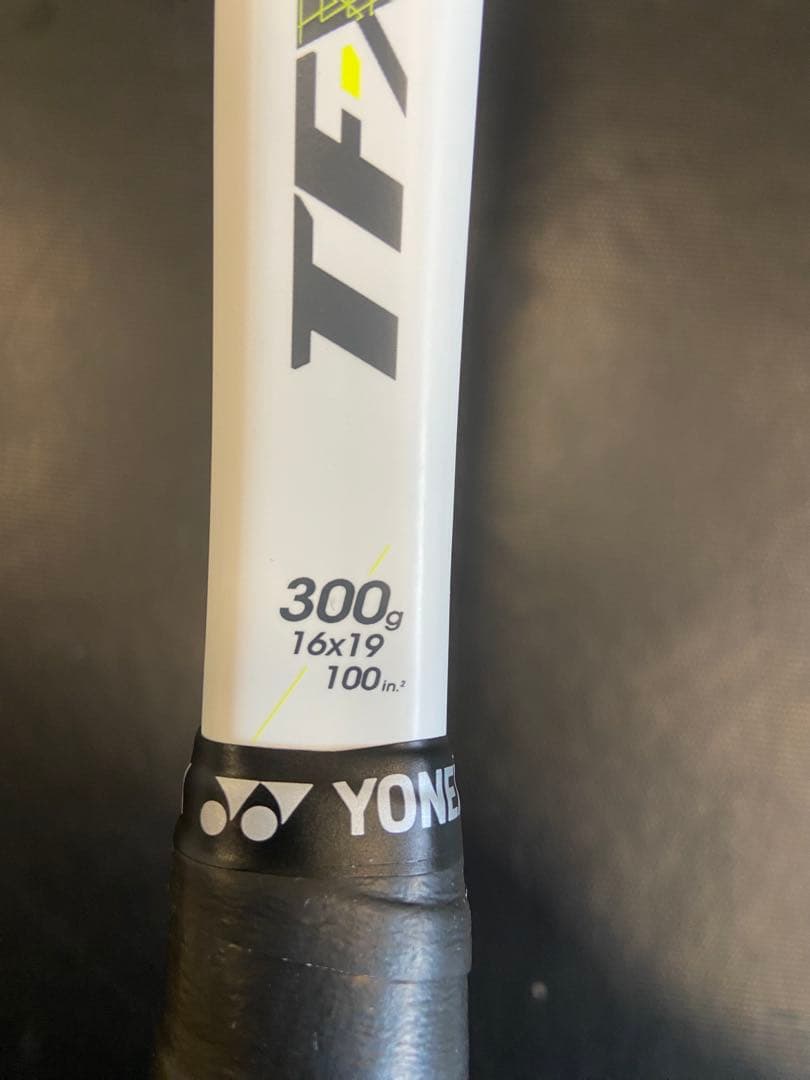 TF-X
300g
16x19
100in.²
YONE